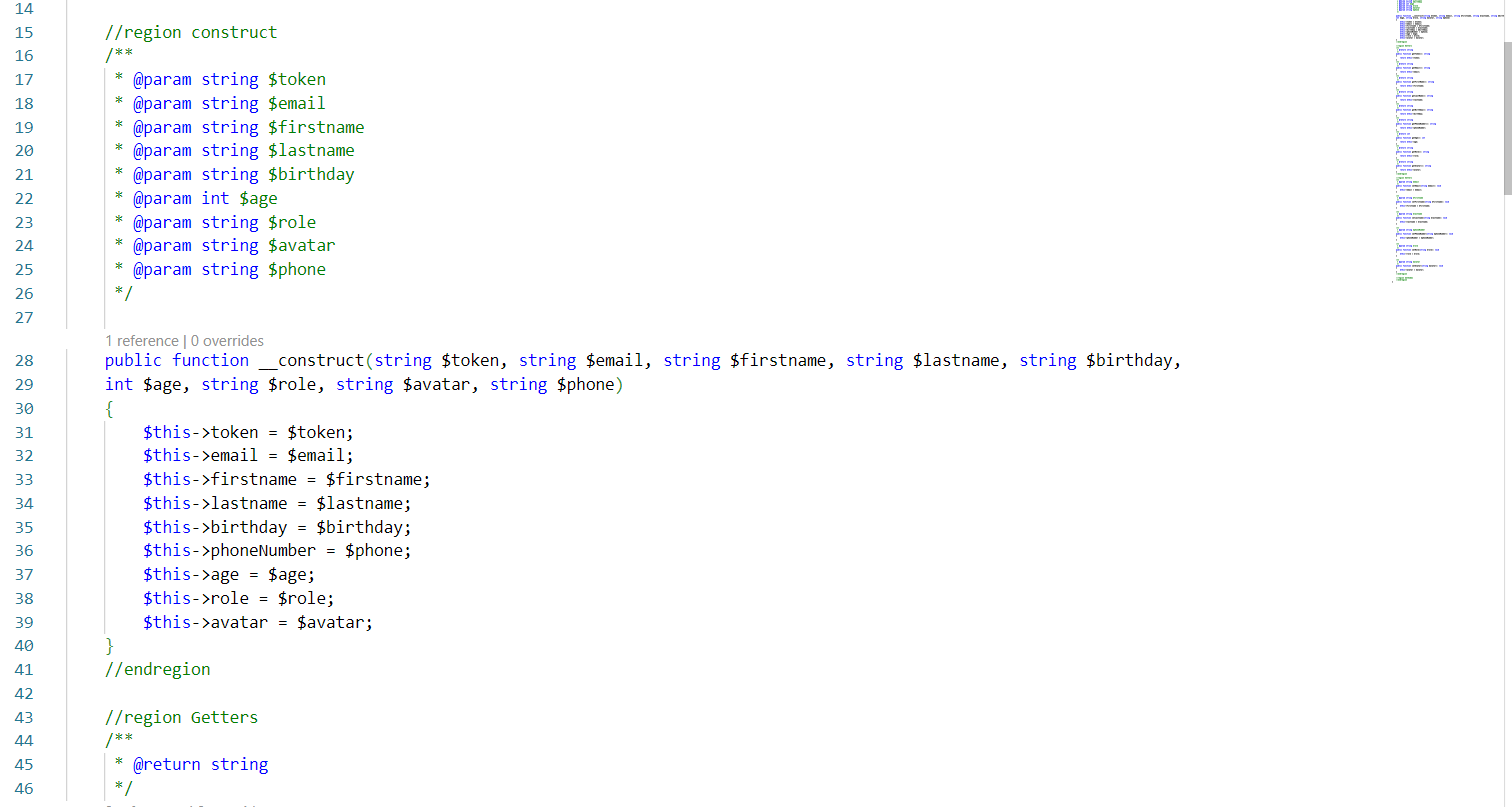 14
15 //region construct
16 /**
17 * @param string $token
18 * @param string $email
19 * @param string $firstname
20 * @param string $lastname
21 * @param string $birthday
22 * @param int $age
23 * @param string $role
24 * @param string $avatar
25 * @param string $phone
26 */
27
1 reference | 0 overrides
28 public function __construct(string $token, string $email, string $firstname, string $lastname, string $birthday,
29 int $age, string $role, string $avatar, string $phone)
30 {
31 $this->token = $token;
32 $this->email = $email;
33 $this->firstname = $firstname;
34 $this->lastname = $lastname;
35 $this->birthday = $birthday;
36 $this->phoneNumber = $phone;
37 $this->age = $age;
38 $this->role = $role;
39 $this->avatar = $avatar;
40 }
41 //endregion
42
43 //region Getters
44 /**
45 * @return string
46 */